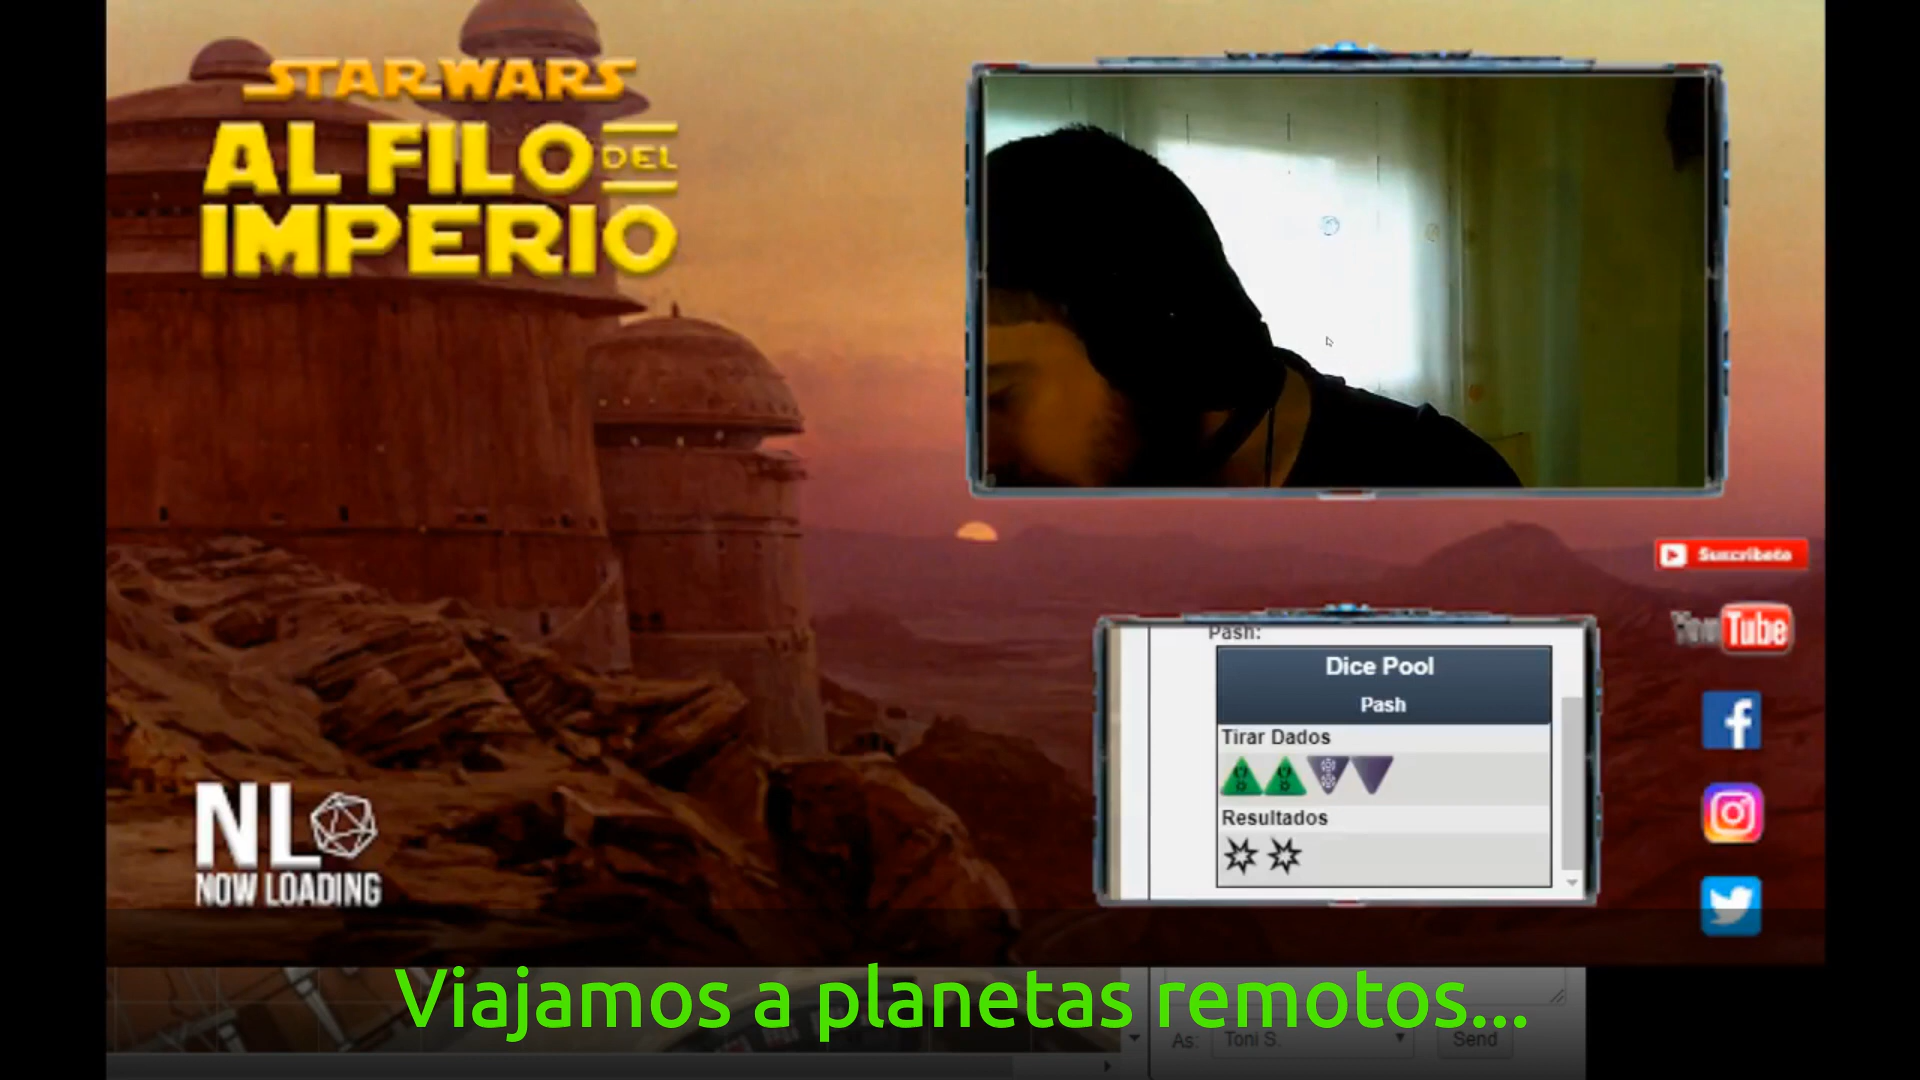 STAR WARS
AL FILO DEL
IMPERIO
Suscribete
YouTube
Pash:
Dice Pool
Pash
Tirar Dados
Resultados
NL
NOW LOADING
Viajamos a planetas remotos...
As: Toni S. Send